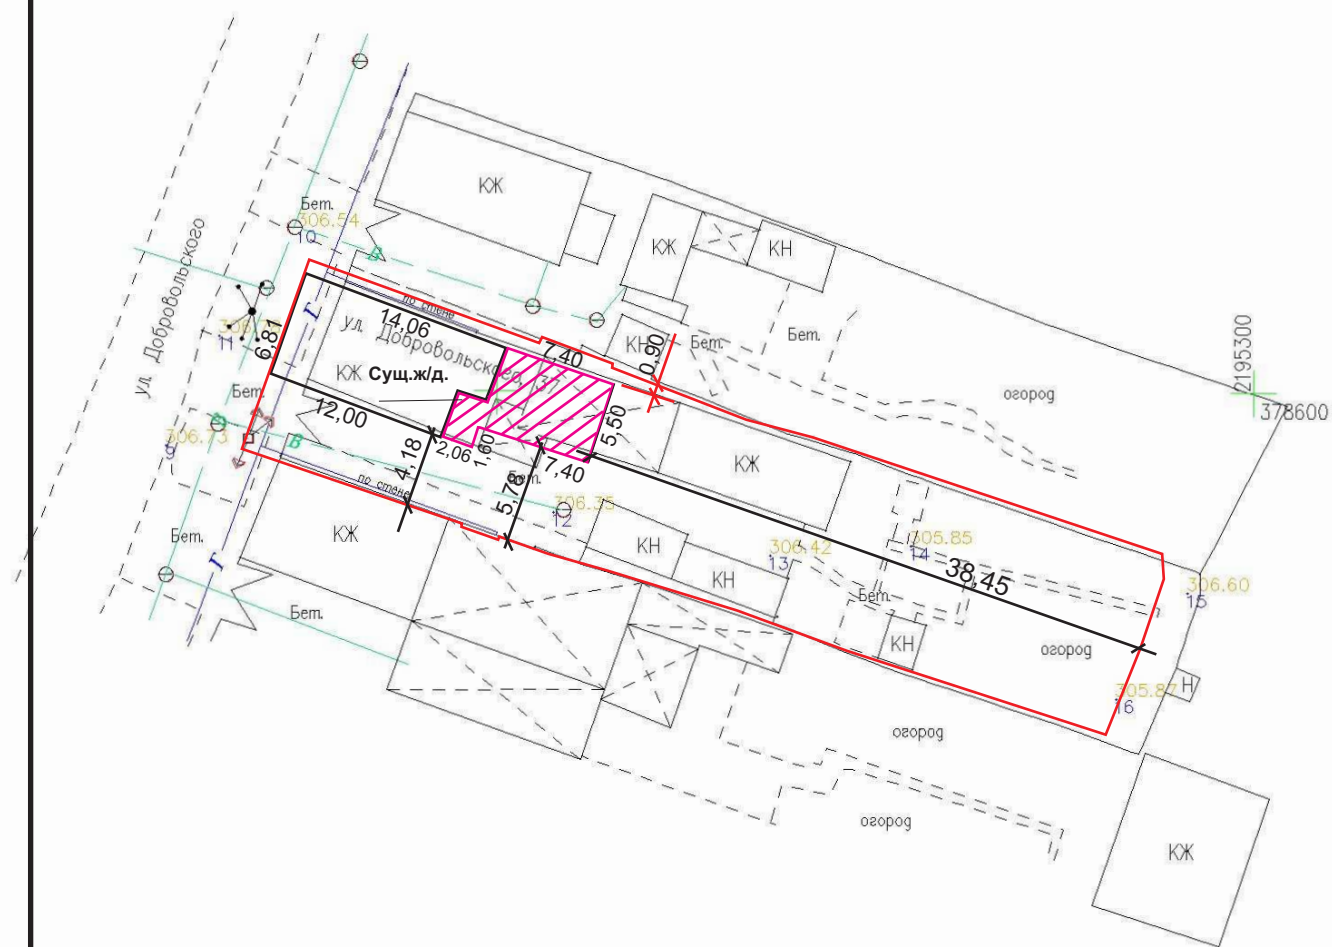 КЖ
Бет.
306.54
10
В
ул. Добровольского
КЖ
КН
2195300
378600
Г
по стене
14,06
ул. Добровольского, 37
6,81
11
КЖ
Сущ.ж/д.
7,40
КН
0,90
Бет.
Бет.
огород
Бет.
12,00
306.73
9
В
4,18
2,06
1,60
5,50
7,40
Бет.
5,78
по стене
КЖ
306.35
12
Бет.
КЖ
КН
КН
306.42
13
305.85
14
38,45
Бет.
КН
огород
306.60
15
Г
Бет.
305.87
16
Н
огород
огород
КЖ